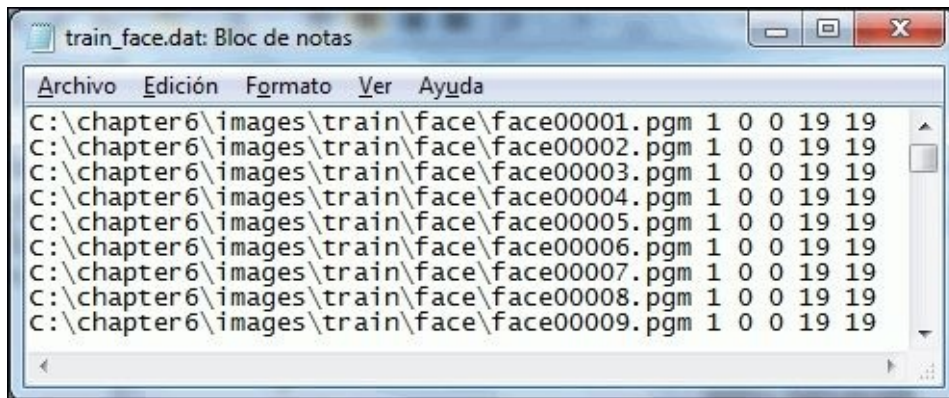 train_face.dat: Bloc de notas
Archivo Edición Formato Ver Ayuda
C:\chapter6\images\train\face\face00001.pgm 1 0 0 19 19
C:\chapter6\images\train\face\face00002.pgm 1 0 0 19 19
C:\chapter6\images\train\face\face00003.pgm 1 0 0 19 19
C:\chapter6\images\train\face\face00004.pgm 1 0 0 19 19
C:\chapter6\images\train\face\face00005.pgm 1 0 0 19 19
C:\chapter6\images\train\face\face00006.pgm 1 0 0 19 19
C:\chapter6\images\train\face\face00007.pgm 1 0 0 19 19
C:\chapter6\images\train\face\face00008.pgm 1 0 0 19 19
C:\chapter6\images\train\face\face00009.pgm 1 0 0 19 19